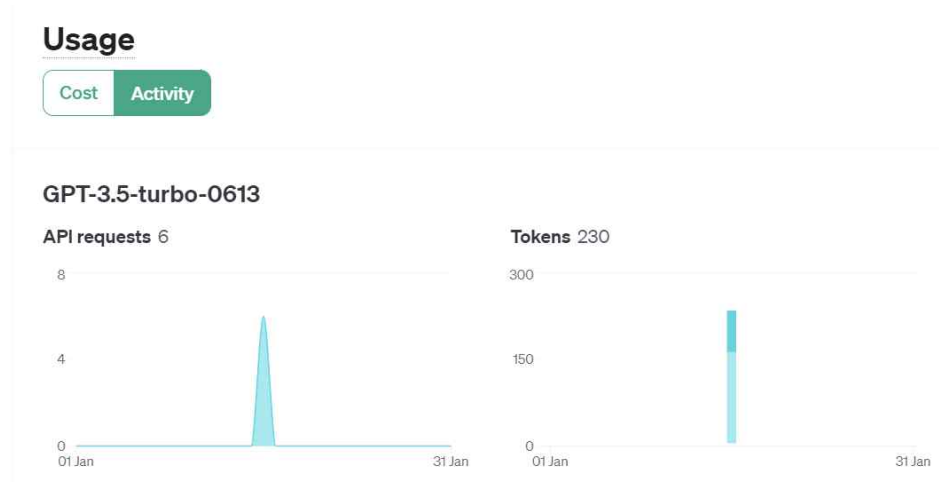 Usage
Cost Activity
GPT-3.5-turbo-0613
API requests 6
8
4
0
01 Jan 31 Jan
Tokens 230
300
150
0
01 Jan 31 Jan